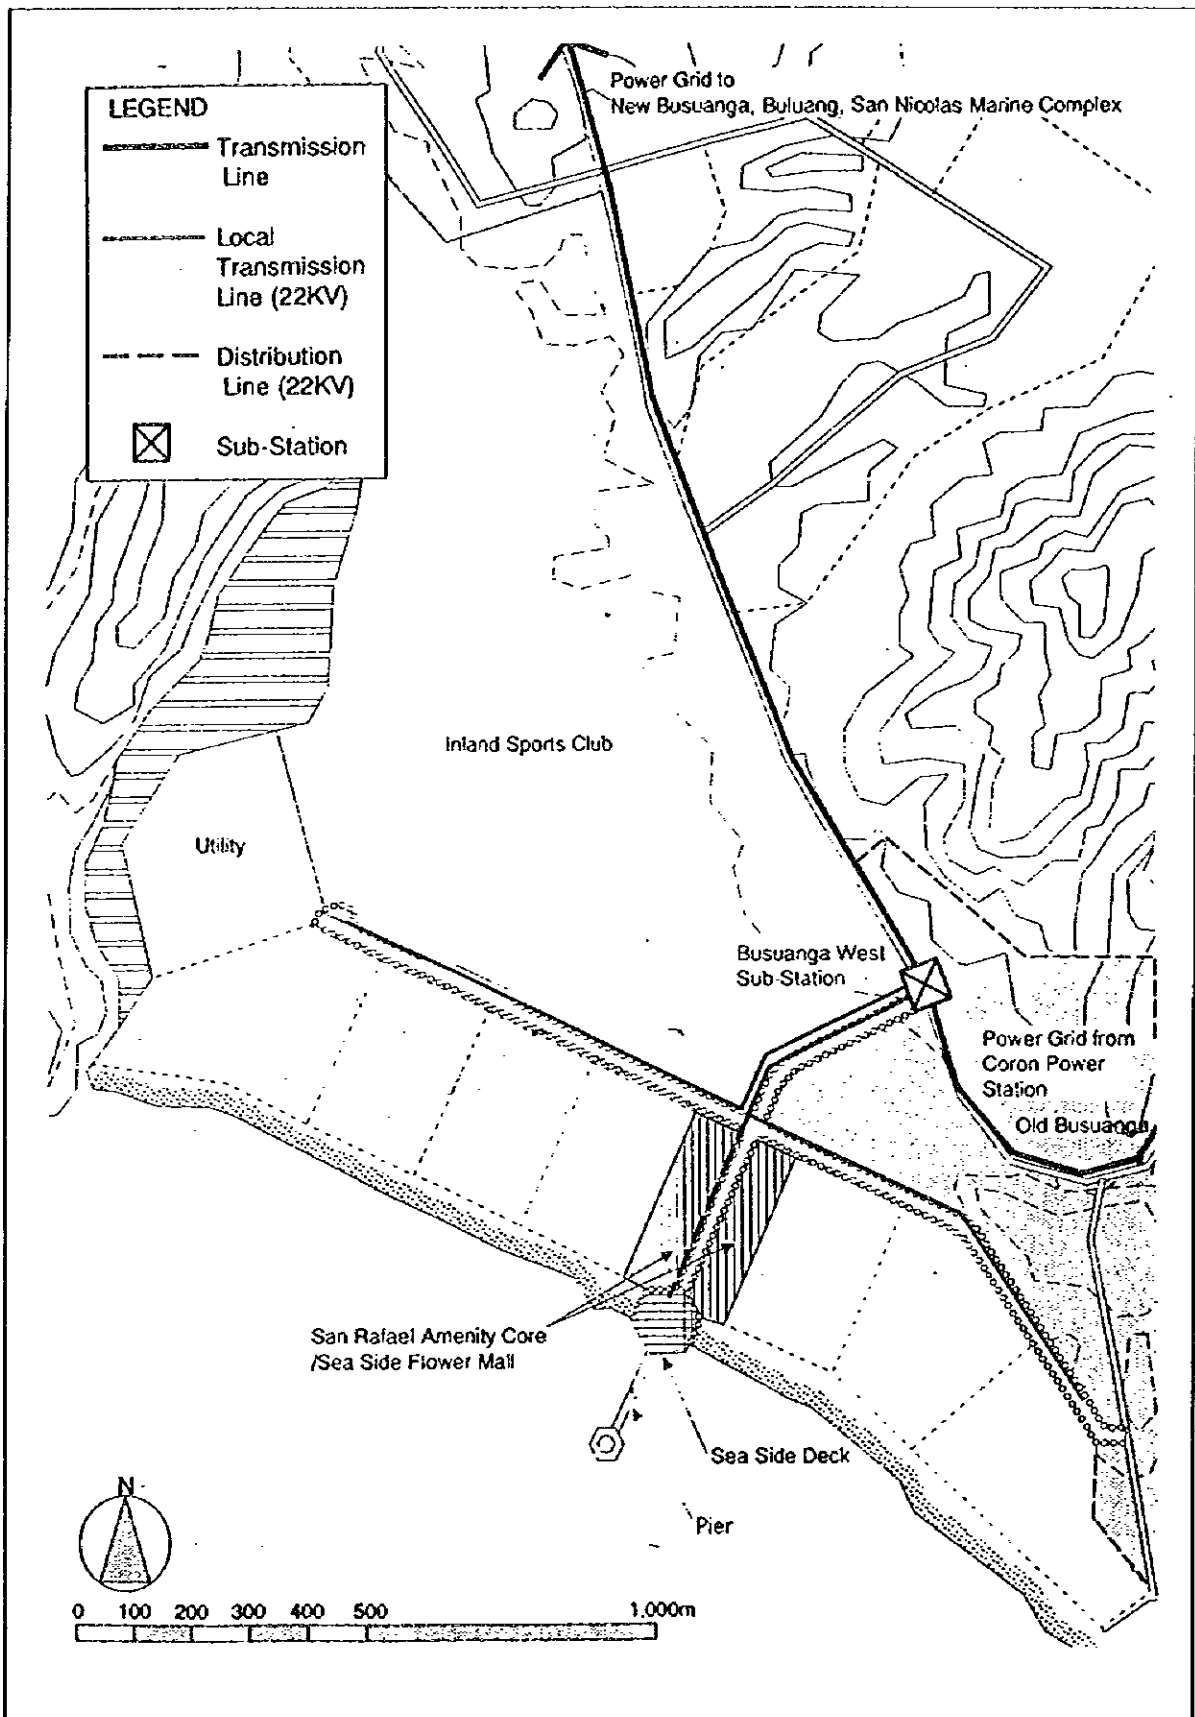 Power Grid to
New Busuanga, Buluang, San Nicolas Marine Complex
LEGEND
Transmission
Line
Local
Transmission
Line (22KV)
Distribution
Line (22KV)
Sub-Station
Inland Sports Club
Utility
Busuanga West
Sub-Station
Power Grid from
Coron Power
Station
Old Busuanga
San Rafael Amenity Core
/Sea Side Flower Mall
Sea Side Deck
Pier
N
0 100 200 300 400 500 1,000m